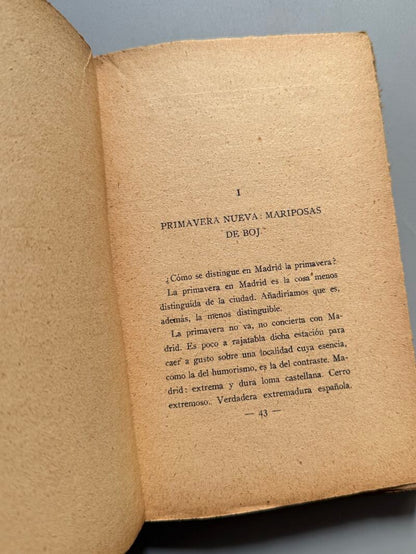 I
PRIMAVERA NUEVA: MARIPOSAS
DE BOJ.
¿Cómo se distingue en Madrid la primavera?
La primavera en Madrid es la cosa menos
distinguida de la ciudad. Añadiríamos que es,
además, la menos distinguible.
La primavera no va, no concierta con Ma-
drid. Es poco a rajatabla dicha estación para
caer a gusto sobre una localidad cuya esencia,
como la del humorismo, es la del contraste. Ma-
drid: extrema y dura loma castellana. Cerro
extremoso. Verdadera extremadura española.
— 43 —